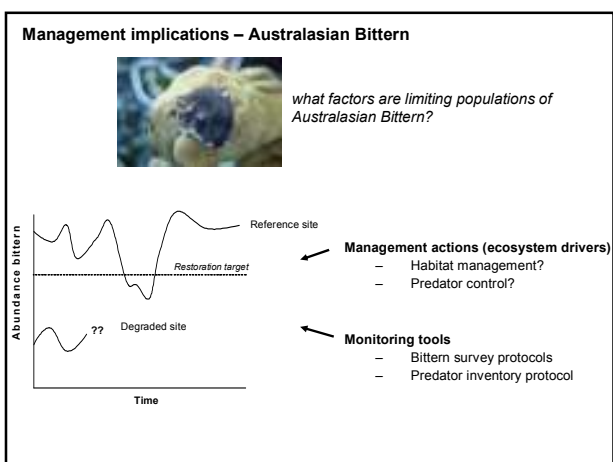 Management implications – Australasian Bittern
what factors are limiting populations of
Australasian Bittern?
Abundance bittern
Reference site
Restoration target
?? Degraded site
Time
Management actions (ecosystem drivers)
– Habitat management?
– Predator control?
Monitoring tools
– Bittern survey protocols
– Predator inventory protocol